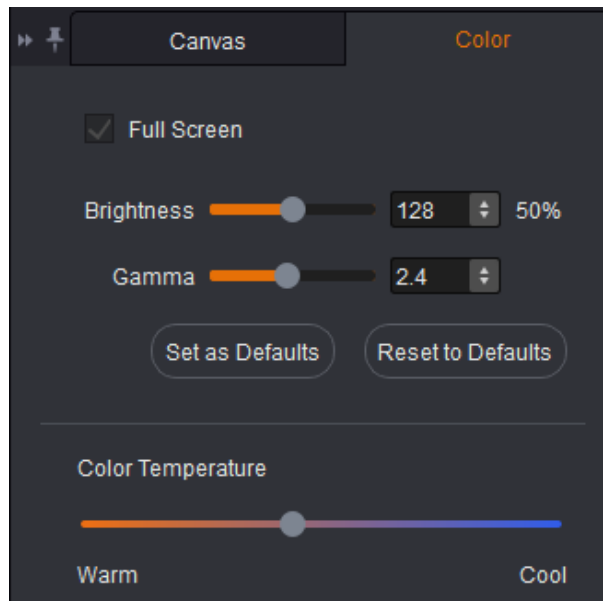 Canvas Color
Full Screen
Brightness 128 50%
Gamma 2.4
Set as Defaults Reset to Defaults
Color Temperature
Warm Cool